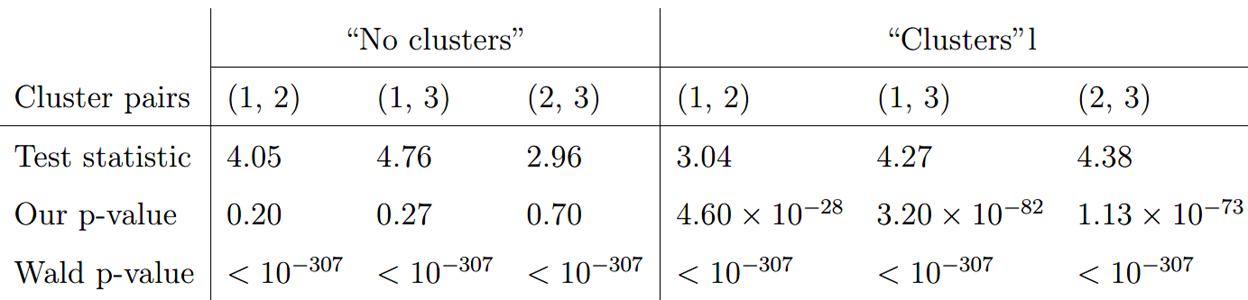 “No clusters” “Clusters”l
Cluster pairs (1, 2) (1, 3) (2, 3) (1, 2) (1, 3) (2, 3)
Test statistic 4.05 4.76 2.96 3.04 4.27 4.38
Our p-value 0.20 0.27 0.70 4.60 × 10⁻²⁸ 3.20 × 10⁻⁸² 1.13 × 10⁻⁷³
Wald p-value < 10⁻³⁰⁷ < 10⁻³⁰⁷ < 10⁻³⁰⁷ < 10⁻³⁰⁷ < 10⁻³⁰⁷ < 10⁻³⁰⁷